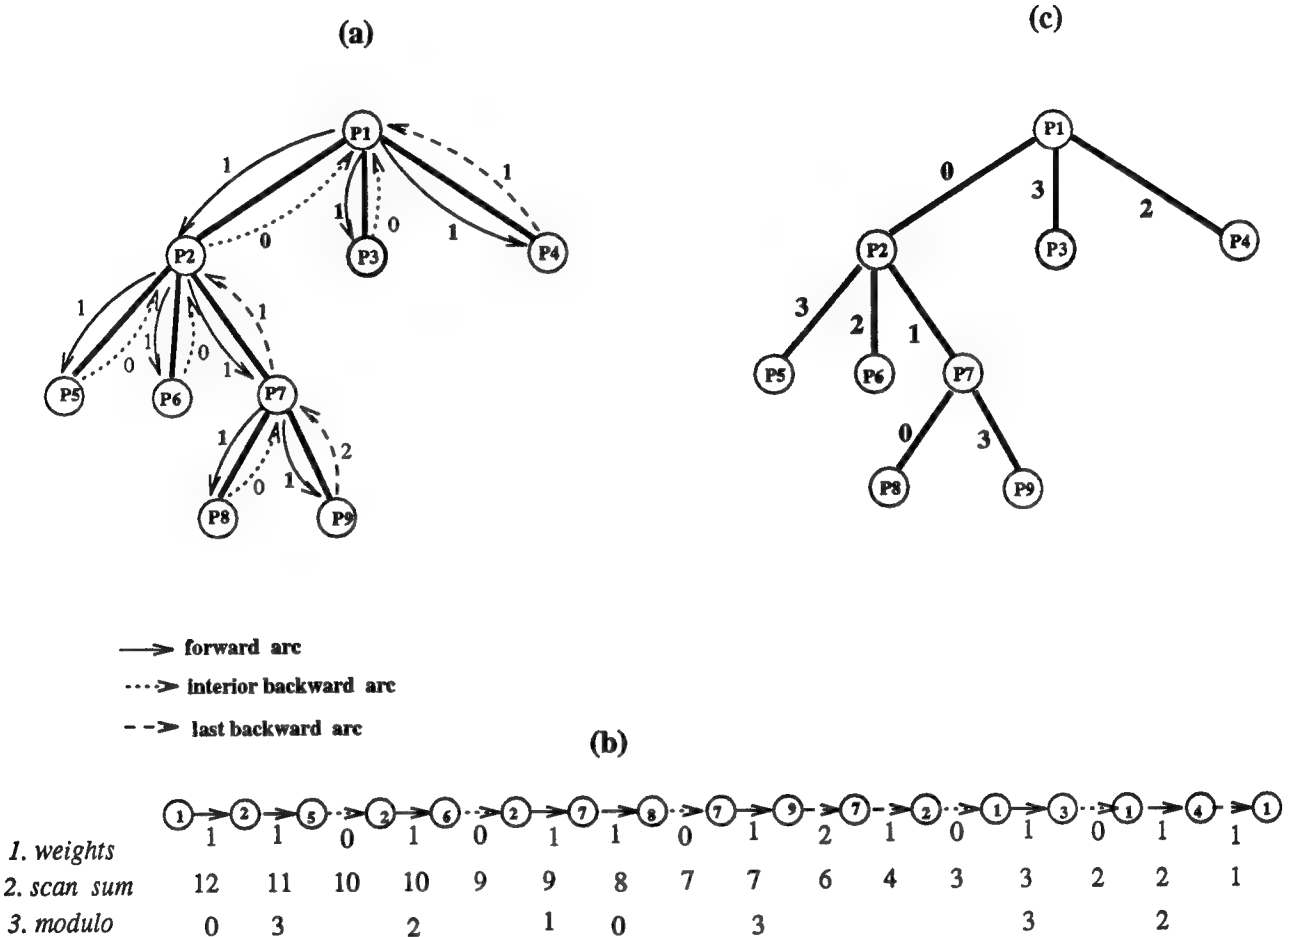 (a)
(c)
P1
P1
1
1
0
3
2
1
0
1
0
P2
P3
P4
P2
P3
P4
1
1
3
2
1
1
0
0
1
P5
P6
P7
P5
P6
P7
1
2
0
3
0
1
P8
P9
P8
P9
forward arc
interior backward arc
last backward arc
(b)
1 2 5 2 6 2 7 8 7 9 7 2 1 3 1 4 1
1. weights 1 1 0 1 0 1 1 0 1 2 1 0 1 0 1 1
2. scan sum 12 11 10 10 9 9 8 7 7 6 4 3 3 2 2 1
3. modulo 0 3 2 1 0 3 3 2